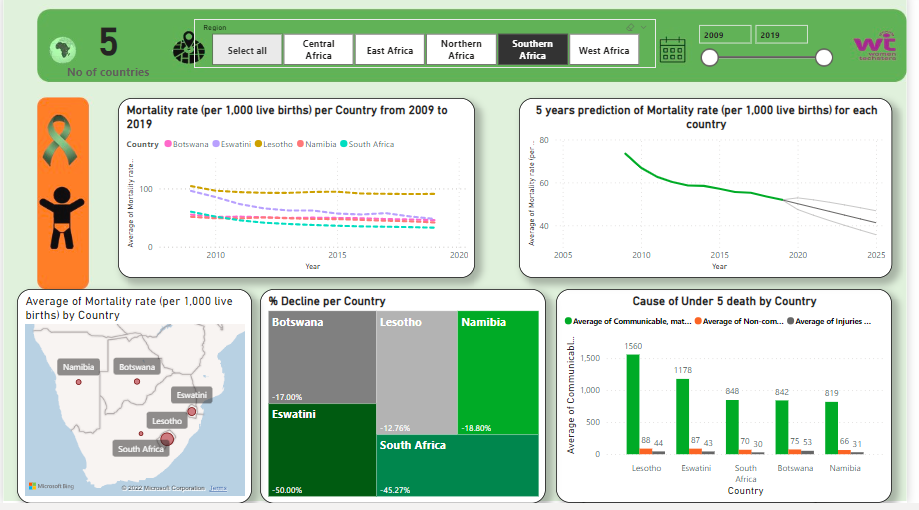 5
No of countries
Region
Select all
Central
Africa
East Africa
Northern
Africa
Southern
Africa
West Africa
2009
2019
wt
women
techsters
Mortality rate (per 1,000 live births) per Country from 2009 to
2019
Country Botswana Eswatini Lesotho Namibia South Africa
Average of Mortality rate...
100
0
2010
2015
2020
Year
5 years prediction of Mortality rate (per 1,000 live births) for each
country
Average of Mortality rate (per...
80
60
40
2005
2010
2015
2020
2025
Year
Average of Mortality rate (per 1,000 live
births) by Country
Namibia
Botswana
Eswatini
Lesotho
South Africa
Microsoft Bing
© 2022 Microsoft Corporation Terms
% Decline per Country
Botswana
-17.00%
Lesotho
-12.76%
Namibia
-18.80%
Eswatini
-50.00%
South Africa
-45.27%
Cause of Under 5 death by Country
Average of Communicable, mat... Average of Non-com... Average of Injuries ...
Average of Communicabl...
1,500
1,000
500
0
1560
88
44
1178
87
43
848
70
30
842
75
53
819
66
31
Lesotho
Eswatini
South
Africa
Botswana
Namibia
Country